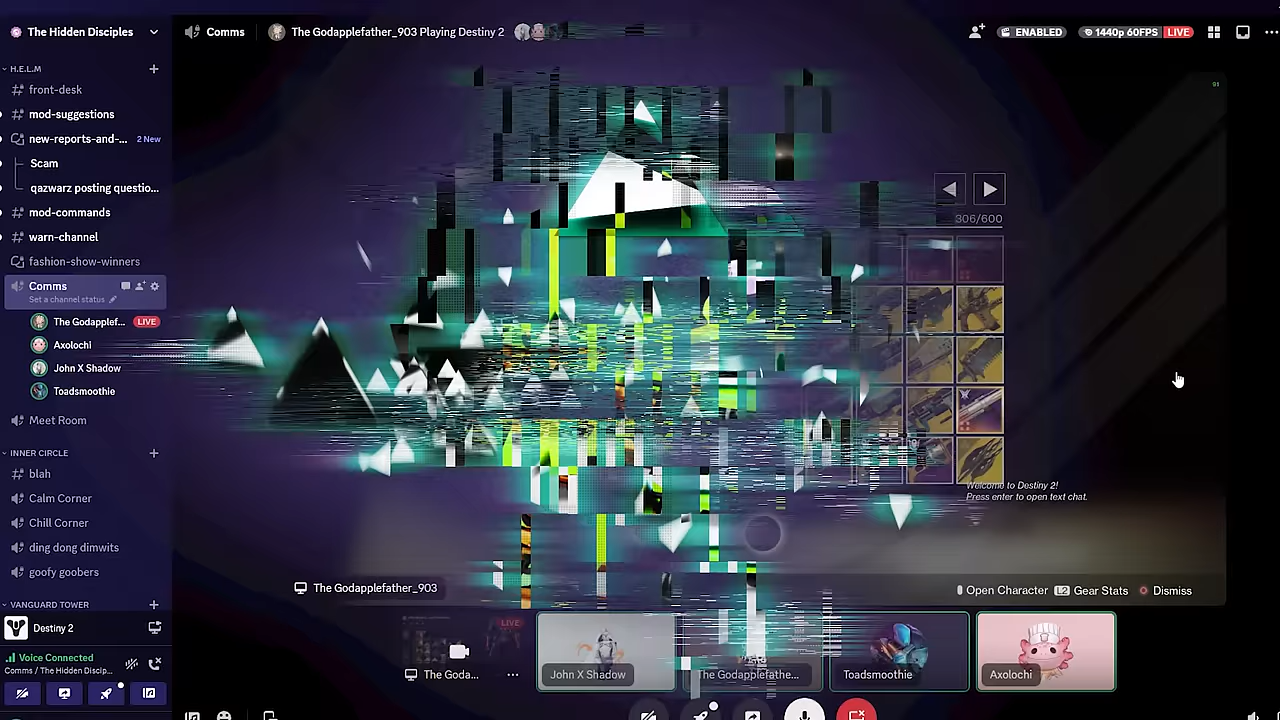 The Hidden Disciples
Comms
The Godapplefather_903 Playing Destiny 2
ENABLED
1440p 60FPS
LIVE
H.E.L.M
front-desk
mod-suggestions
new-reports-and-...
2 New
Scam
qazwarz posting questio...
mod-commands
warn-channel
fashion-show-winners
Comms
Set a channel status
The Godapplef...
LIVE
Axolochi
John X Shadow
Toadsmoothie
Meet Room
INNER CIRCLE
blah
Calm Corner
Chill Corner
ding dong dimwits
goofy goobers
VANGUARD TOWER
Destiny 2
Voice Connected
Comms / The Hidden Discip...
91
306/600
Welcome to Destiny 2!
Press enter to open text chat.
The Godapplefather_903
Open Character
L2 Gear Stats
Dismiss
LIVE
The Goda...
John X Shadow
The Godapplefathe...
Toadsmoothie
Axolochi